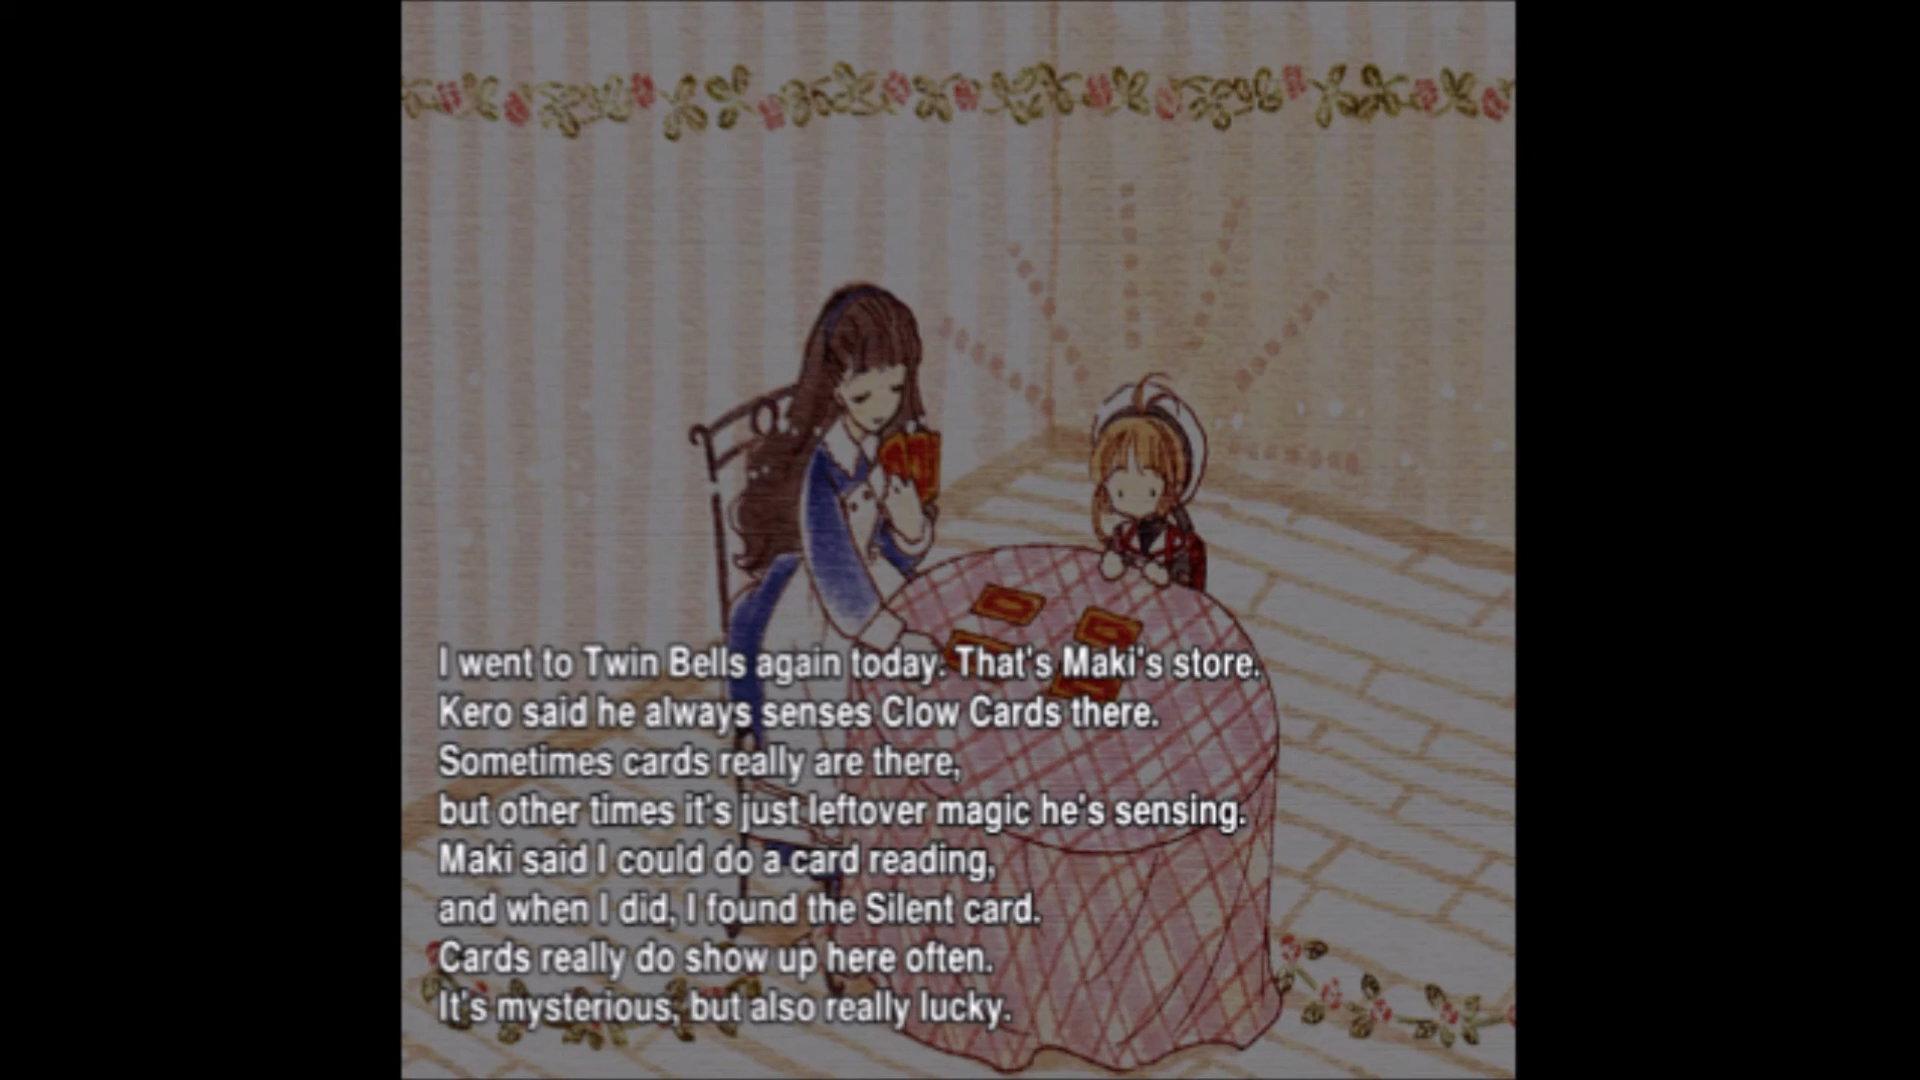 I went to Twin Bells again today. That's Maki's store.
Kero said he always senses Clow Cards there.
Sometimes cards really are there,
but other times it's just leftover magic he's sensing.
Maki said I could do a card reading,
and when I did, I found the Silent card.
Cards really do show up here often.
It's mysterious, but also really lucky.